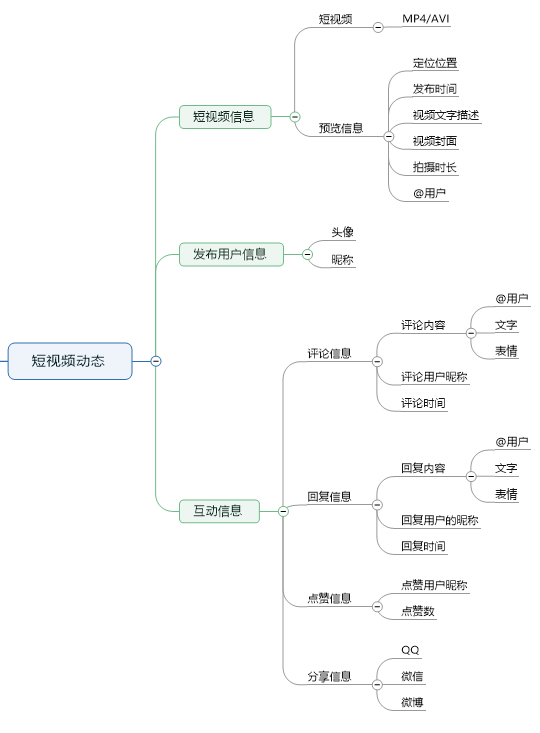 短视频动态
短视频信息
短视频
MP4/AVI
预览信息
定位位置
发布时间
视频文字描述
视频封面
拍摄时长
@用户
发布用户信息
头像
昵称
互动信息
评论信息
评论内容
@用户
文字
表情
评论用户昵称
评论时间
回复信息
回复内容
@用户
文字
表情
回复用户的昵称
回复时间
点赞信息
点赞用户昵称
点赞数
分享信息
QQ
微信
微博